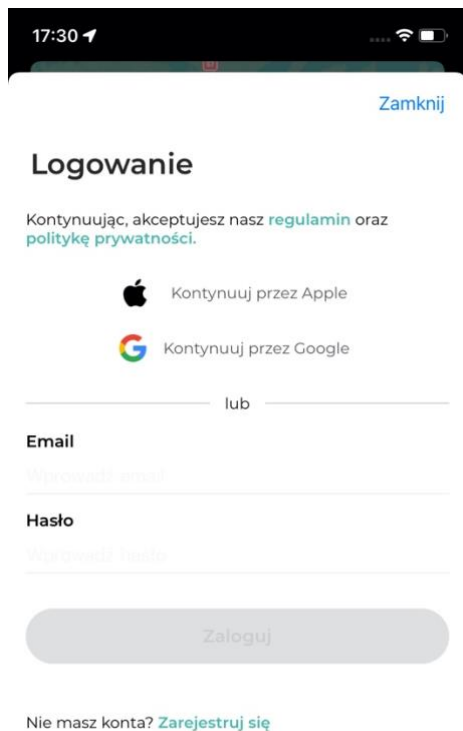 17:30
Zamknij
Logowanie
Kontynuując, akceptujesz nasz regulamin oraz
politykę prywatności.
Kontynuuj przez Apple
Kontynuuj przez Google
lub
Email
Wprowadź email
Hasło
Wprowadź hasło
Zaloguj
Nie masz konta? Zarejestruj się